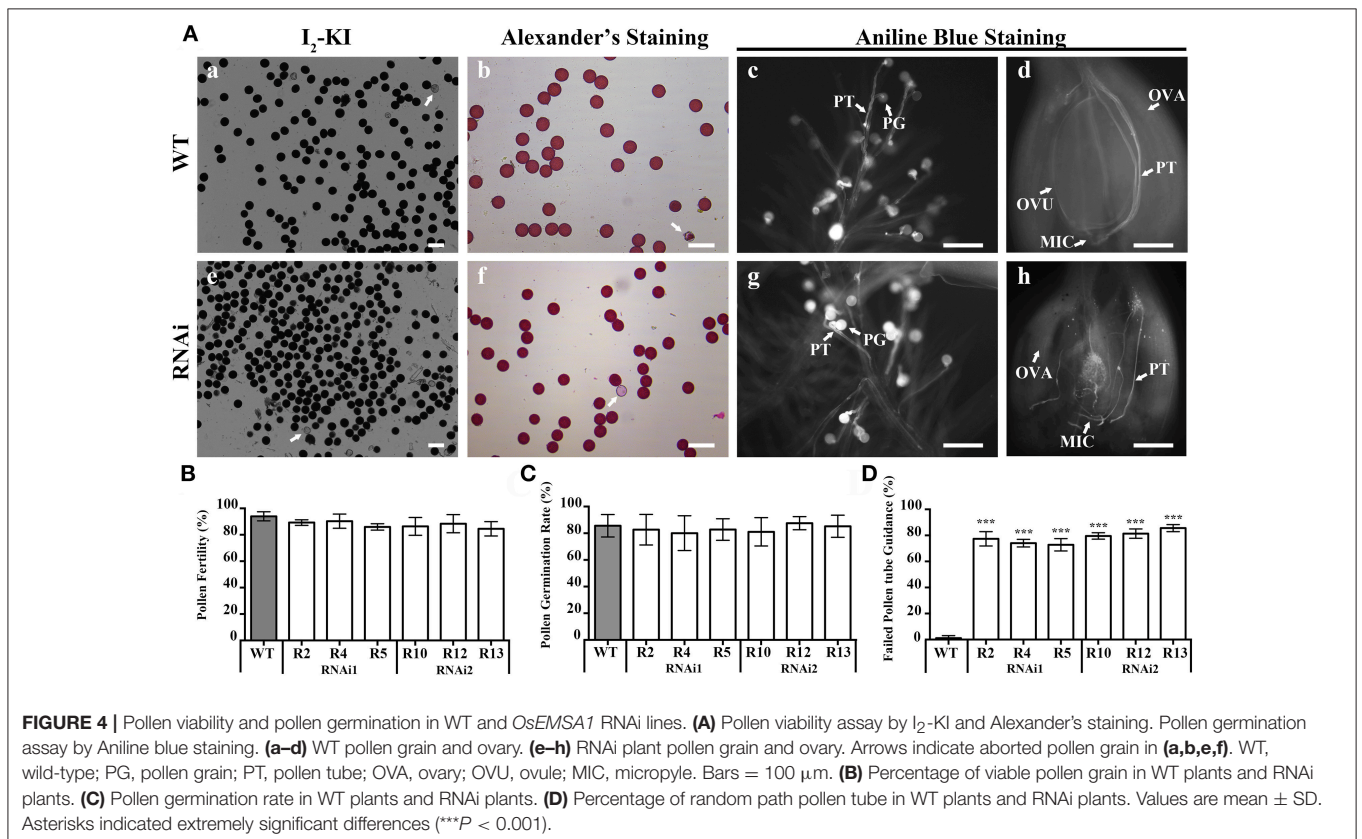 A
I₂-KI
Alexander's Staining
Aniline Blue Staining
WT
a
b
c
PT
PG
d
OVA
PT
OVU
MIC
RNAi
e
f
g
PT
PG
h
OVA
PT
MIC
B
Pollen Fertility (%)
100
80
60
40
20
0
WT R2 R4 R5 R10 R12 R13
RNAi1 RNAi2
C
Pollen Germination Rate (%)
100
80
60
40
20
0
WT R2 R4 R5 R10 R12 R13
RNAi1 RNAi2
D
Failed Pollen tube Guidance (%)
100
80
60
40
20
0
*** *** *** *** *** ***
WT R2 R4 R5 R10 R12 R13
RNAi1 RNAi2
FIGURE 4 | Pollen viability and pollen germination in WT and OsEMSA1 RNAi lines. (A) Pollen viability assay by I₂-KI and Alexander's staining. Pollen germination
assay by Aniline blue staining. (a–d) WT pollen grain and ovary. (e–h) RNAi plant pollen grain and ovary. Arrows indicate aborted pollen grain in (a,b,e,f). WT,
wild-type; PG, pollen grain; PT, pollen tube; OVA, ovary; OVU, ovule; MIC, micropyle. Bars = 100 μm. (B) Percentage of viable pollen grain in WT plants and RNAi
plants. (C) Pollen germination rate in WT plants and RNAi plants. (D) Percentage of random path pollen tube in WT plants and RNAi plants. Values are mean ± SD.
Asterisks indicated extremely significant differences (***P < 0.001).